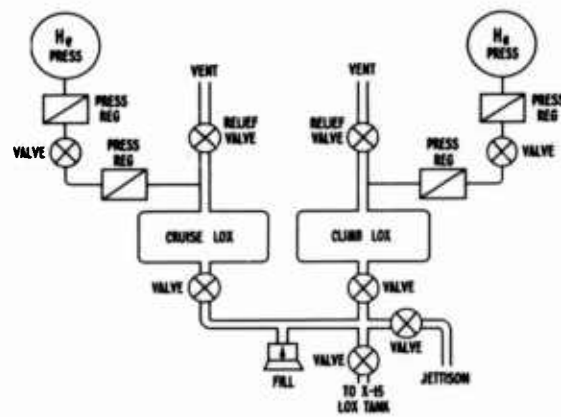 He
PRESS
He
PRESS
PRESS
REG
VENT
VENT
PRESS
REG
VALVE
RELIEF
VALVE
RELIEF
VALVE
VALVE
PRESS
REG
PRESS
REG
CRUISE LOX
CLIMB LOX
VALVE
VALVE
VALVE
VALVE
FILL
TO X-15
LOX TANK
JETTISON